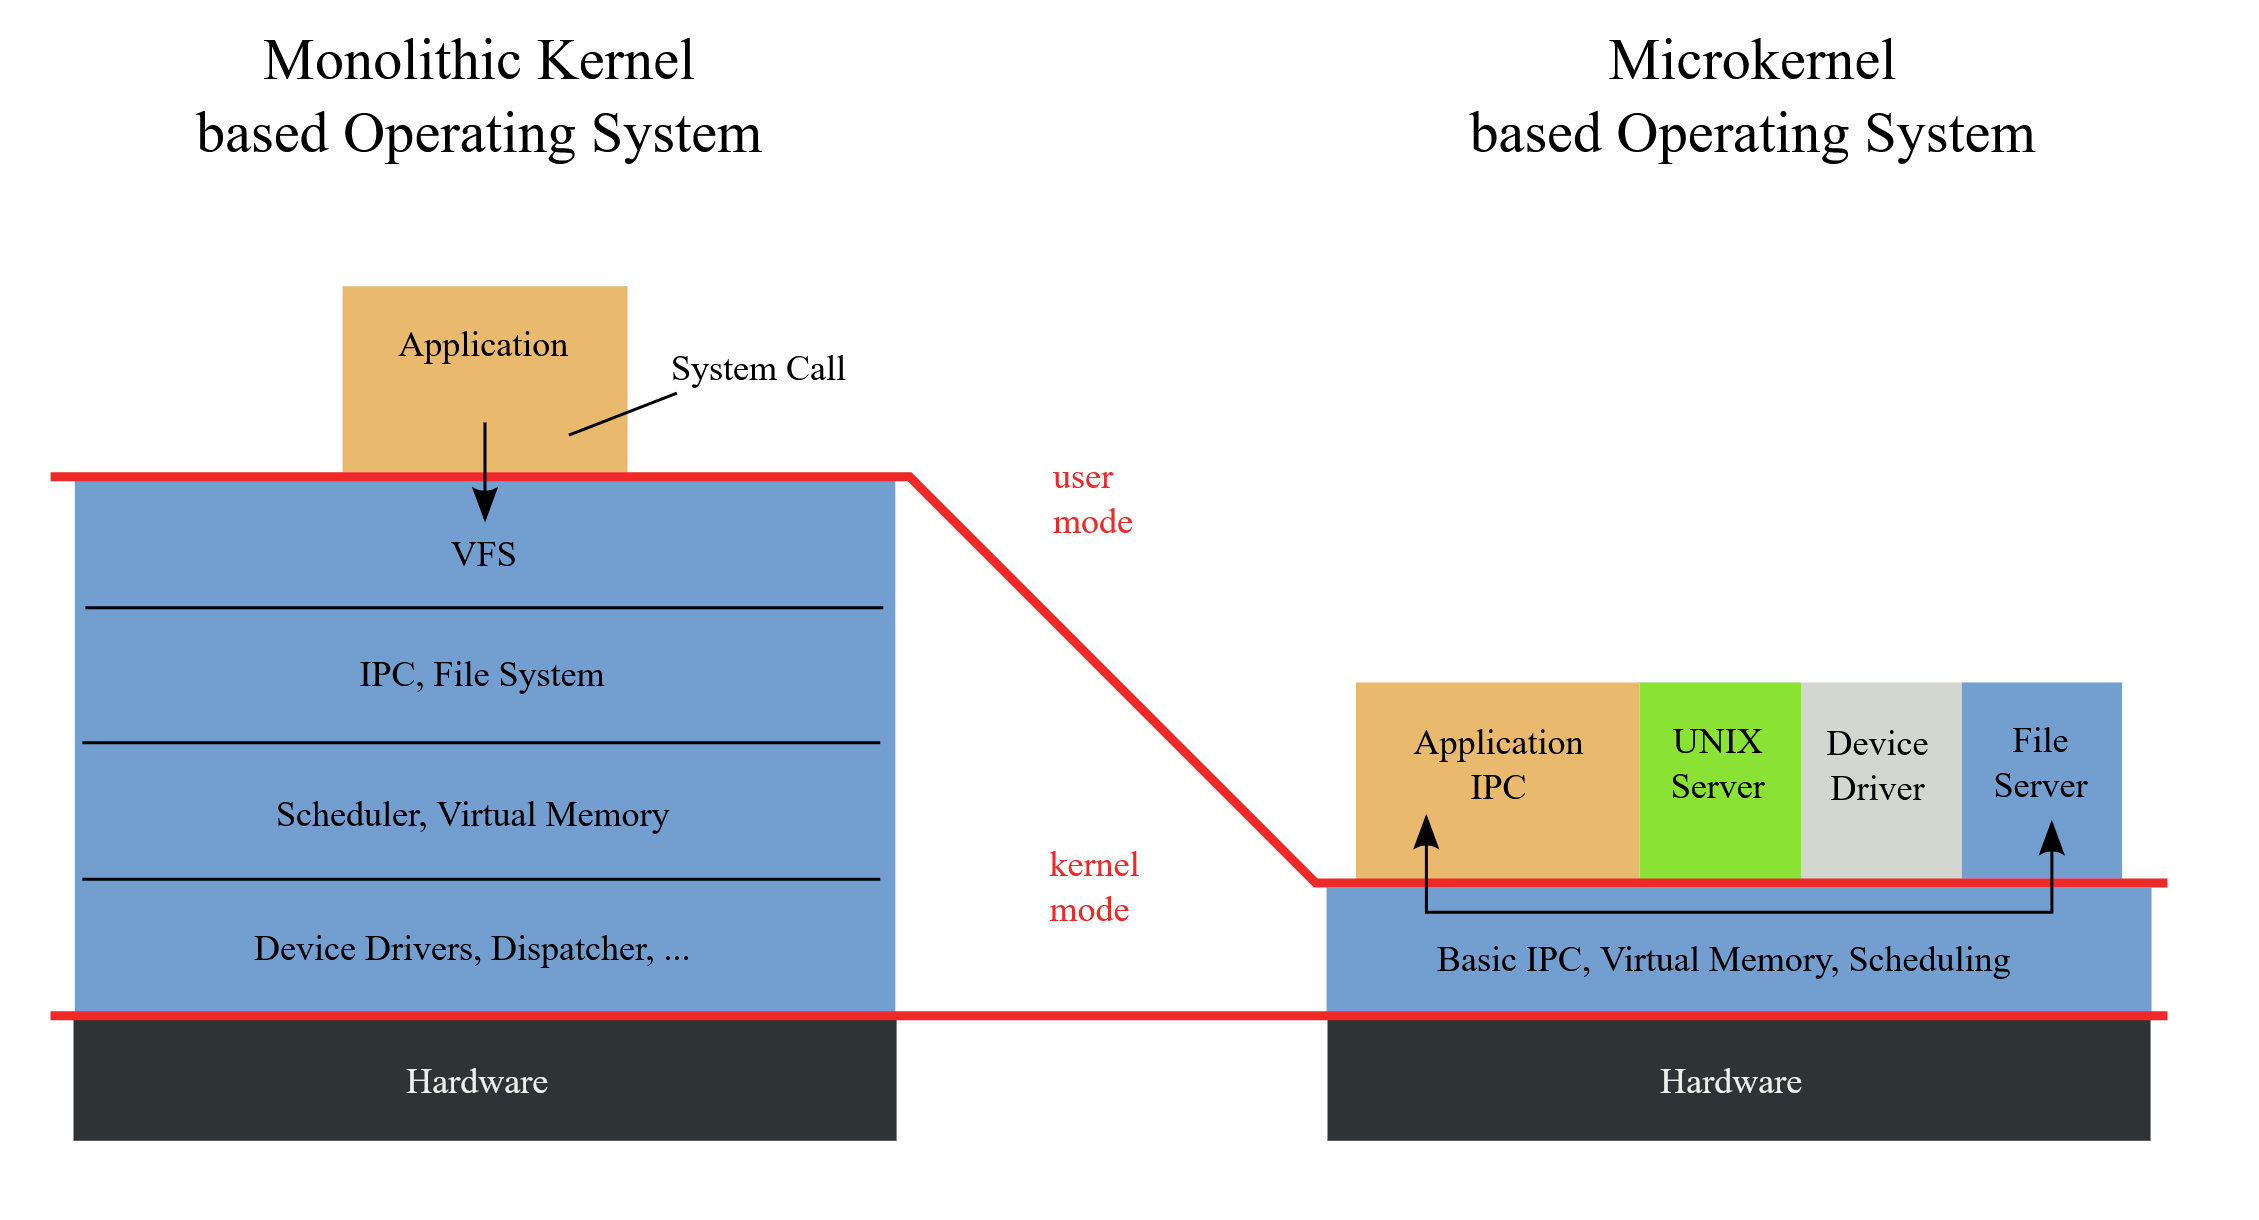 Monolithic Kernel
based Operating System
Microkernel
based Operating System
Application
System Call
user
mode
VFS
IPC, File System
Scheduler, Virtual Memory
Device Drivers, Dispatcher, ...
Hardware
kernel
mode
Application
IPC
UNIX
Server
Device
Driver
File
Server
Basic IPC, Virtual Memory, Scheduling
Hardware